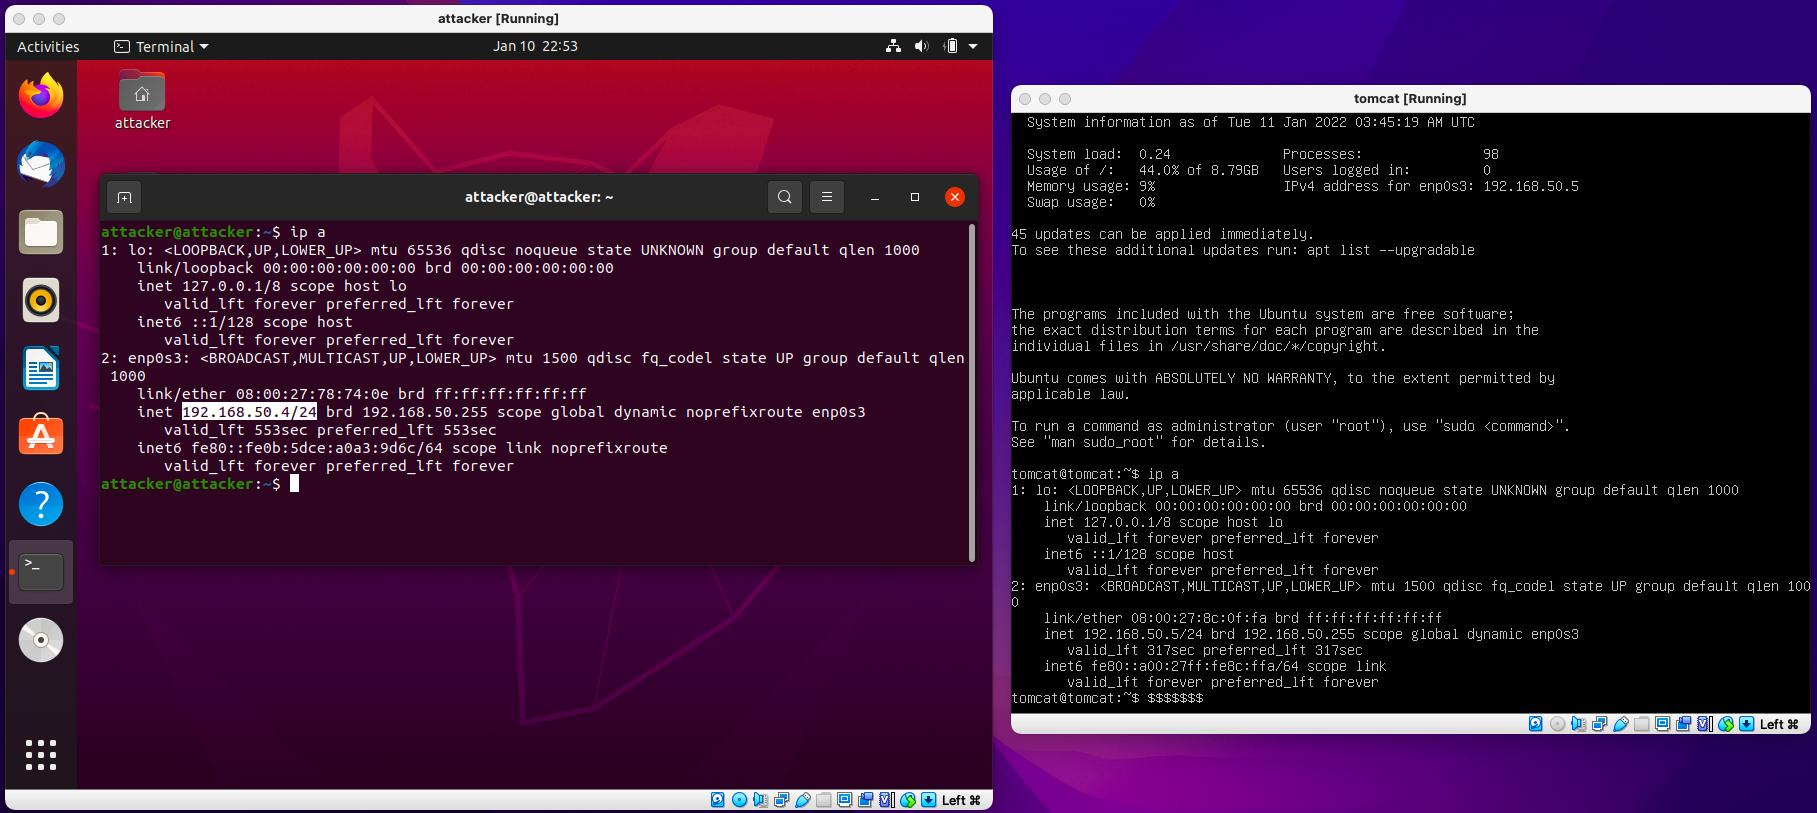 attacker [Running]
Activities
Terminal
Jan 10 22:53
attacker
attacker@attacker: ~
attacker@attacker:~$ ip a
1: lo: <LOOPBACK,UP,LOWER_UP> mtu 65536 qdisc noqueue state UNKNOWN group default qlen 1000
link/loopback 00:00:00:00:00:00 brd 00:00:00:00:00:00
inet 127.0.0.1/8 scope host lo
valid_lft forever preferred_lft forever
inet6 ::1/128 scope host
valid_lft forever preferred_lft forever
2: enp0s3: <BROADCAST,MULTICAST,UP,LOWER_UP> mtu 1500 qdisc fq_codel state UP group default qlen
1000
link/ether 08:00:27:78:74:0e brd ff:ff:ff:ff:ff:ff
inet 192.168.50.4/24 brd 192.168.50.255 scope global dynamic noprefixroute enp0s3
valid_lft 553sec preferred_lft 553sec
inet6 fe80::fe0b:5dce:a0a3:9d6c/64 scope link noprefixroute
valid_lft forever preferred_lft forever
attacker@attacker:~$
Left ⌘
tomcat [Running]
System information as of Tue 11 Jan 2022 03:45:19 AM UTC
System load: 0.24 Processes: 98
Usage of /: 44.0% of 8.79GB Users logged in: 0
Memory usage: 9% IPv4 address for enp0s3: 192.168.50.5
Swap usage: 0%
45 updates can be applied immediately.
To see these additional updates run: apt list --upgradable
The programs included with the Ubuntu system are free software;
the exact distribution terms for each program are described in the
individual files in /usr/share/doc/*/copyright.
Ubuntu comes with ABSOLUTELY NO WARRANTY, to the extent permitted by
applicable law.
To run a command as administrator (user "root"), use "sudo <command>".
See "man sudo_root" for details.
tomcat@tomcat:~$ ip a
1: lo: <LOOPBACK,UP,LOWER_UP> mtu 65536 qdisc noqueue state UNKNOWN group default qlen 1000
link/loopback 00:00:00:00:00:00 brd 00:00:00:00:00:00
inet 127.0.0.1/8 scope host lo
valid_lft forever preferred_lft forever
inet6 ::1/128 scope host
valid_lft forever preferred_lft forever
2: enp0s3: <BROADCAST,MULTICAST,UP,LOWER_UP> mtu 1500 qdisc fq_codel state UP group default qlen 100
0
link/ether 08:00:27:8c:0f:fa brd ff:ff:ff:ff:ff:ff
inet 192.168.50.5/24 brd 192.168.50.255 scope global dynamic enp0s3
valid_lft 317sec preferred_lft 317sec
inet6 fe80::a00:27ff:fe8c:ffa/64 scope link
valid_lft forever preferred_lft forever
tomcat@tomcat:~$ $$$$$$$
Left ⌘